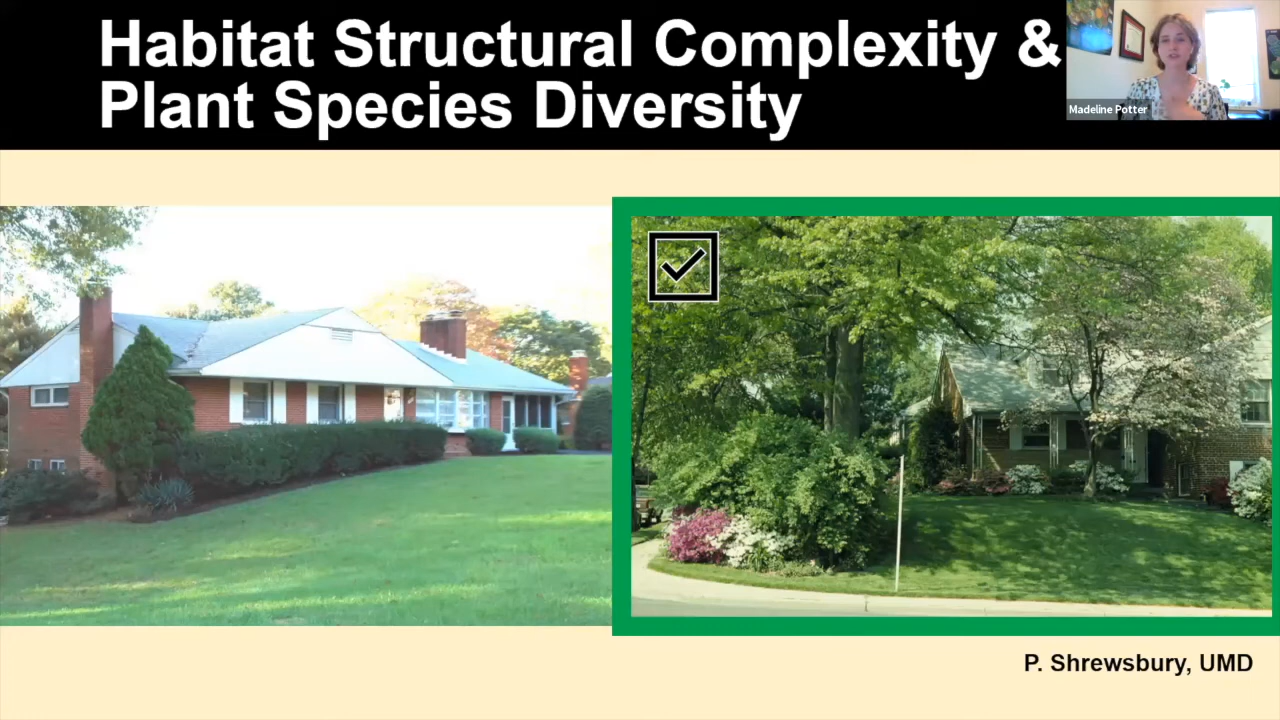 Habitat Structural Complexity &
Plant Species Diversity
Madeline Potter
P. Shrewsbury, UMD